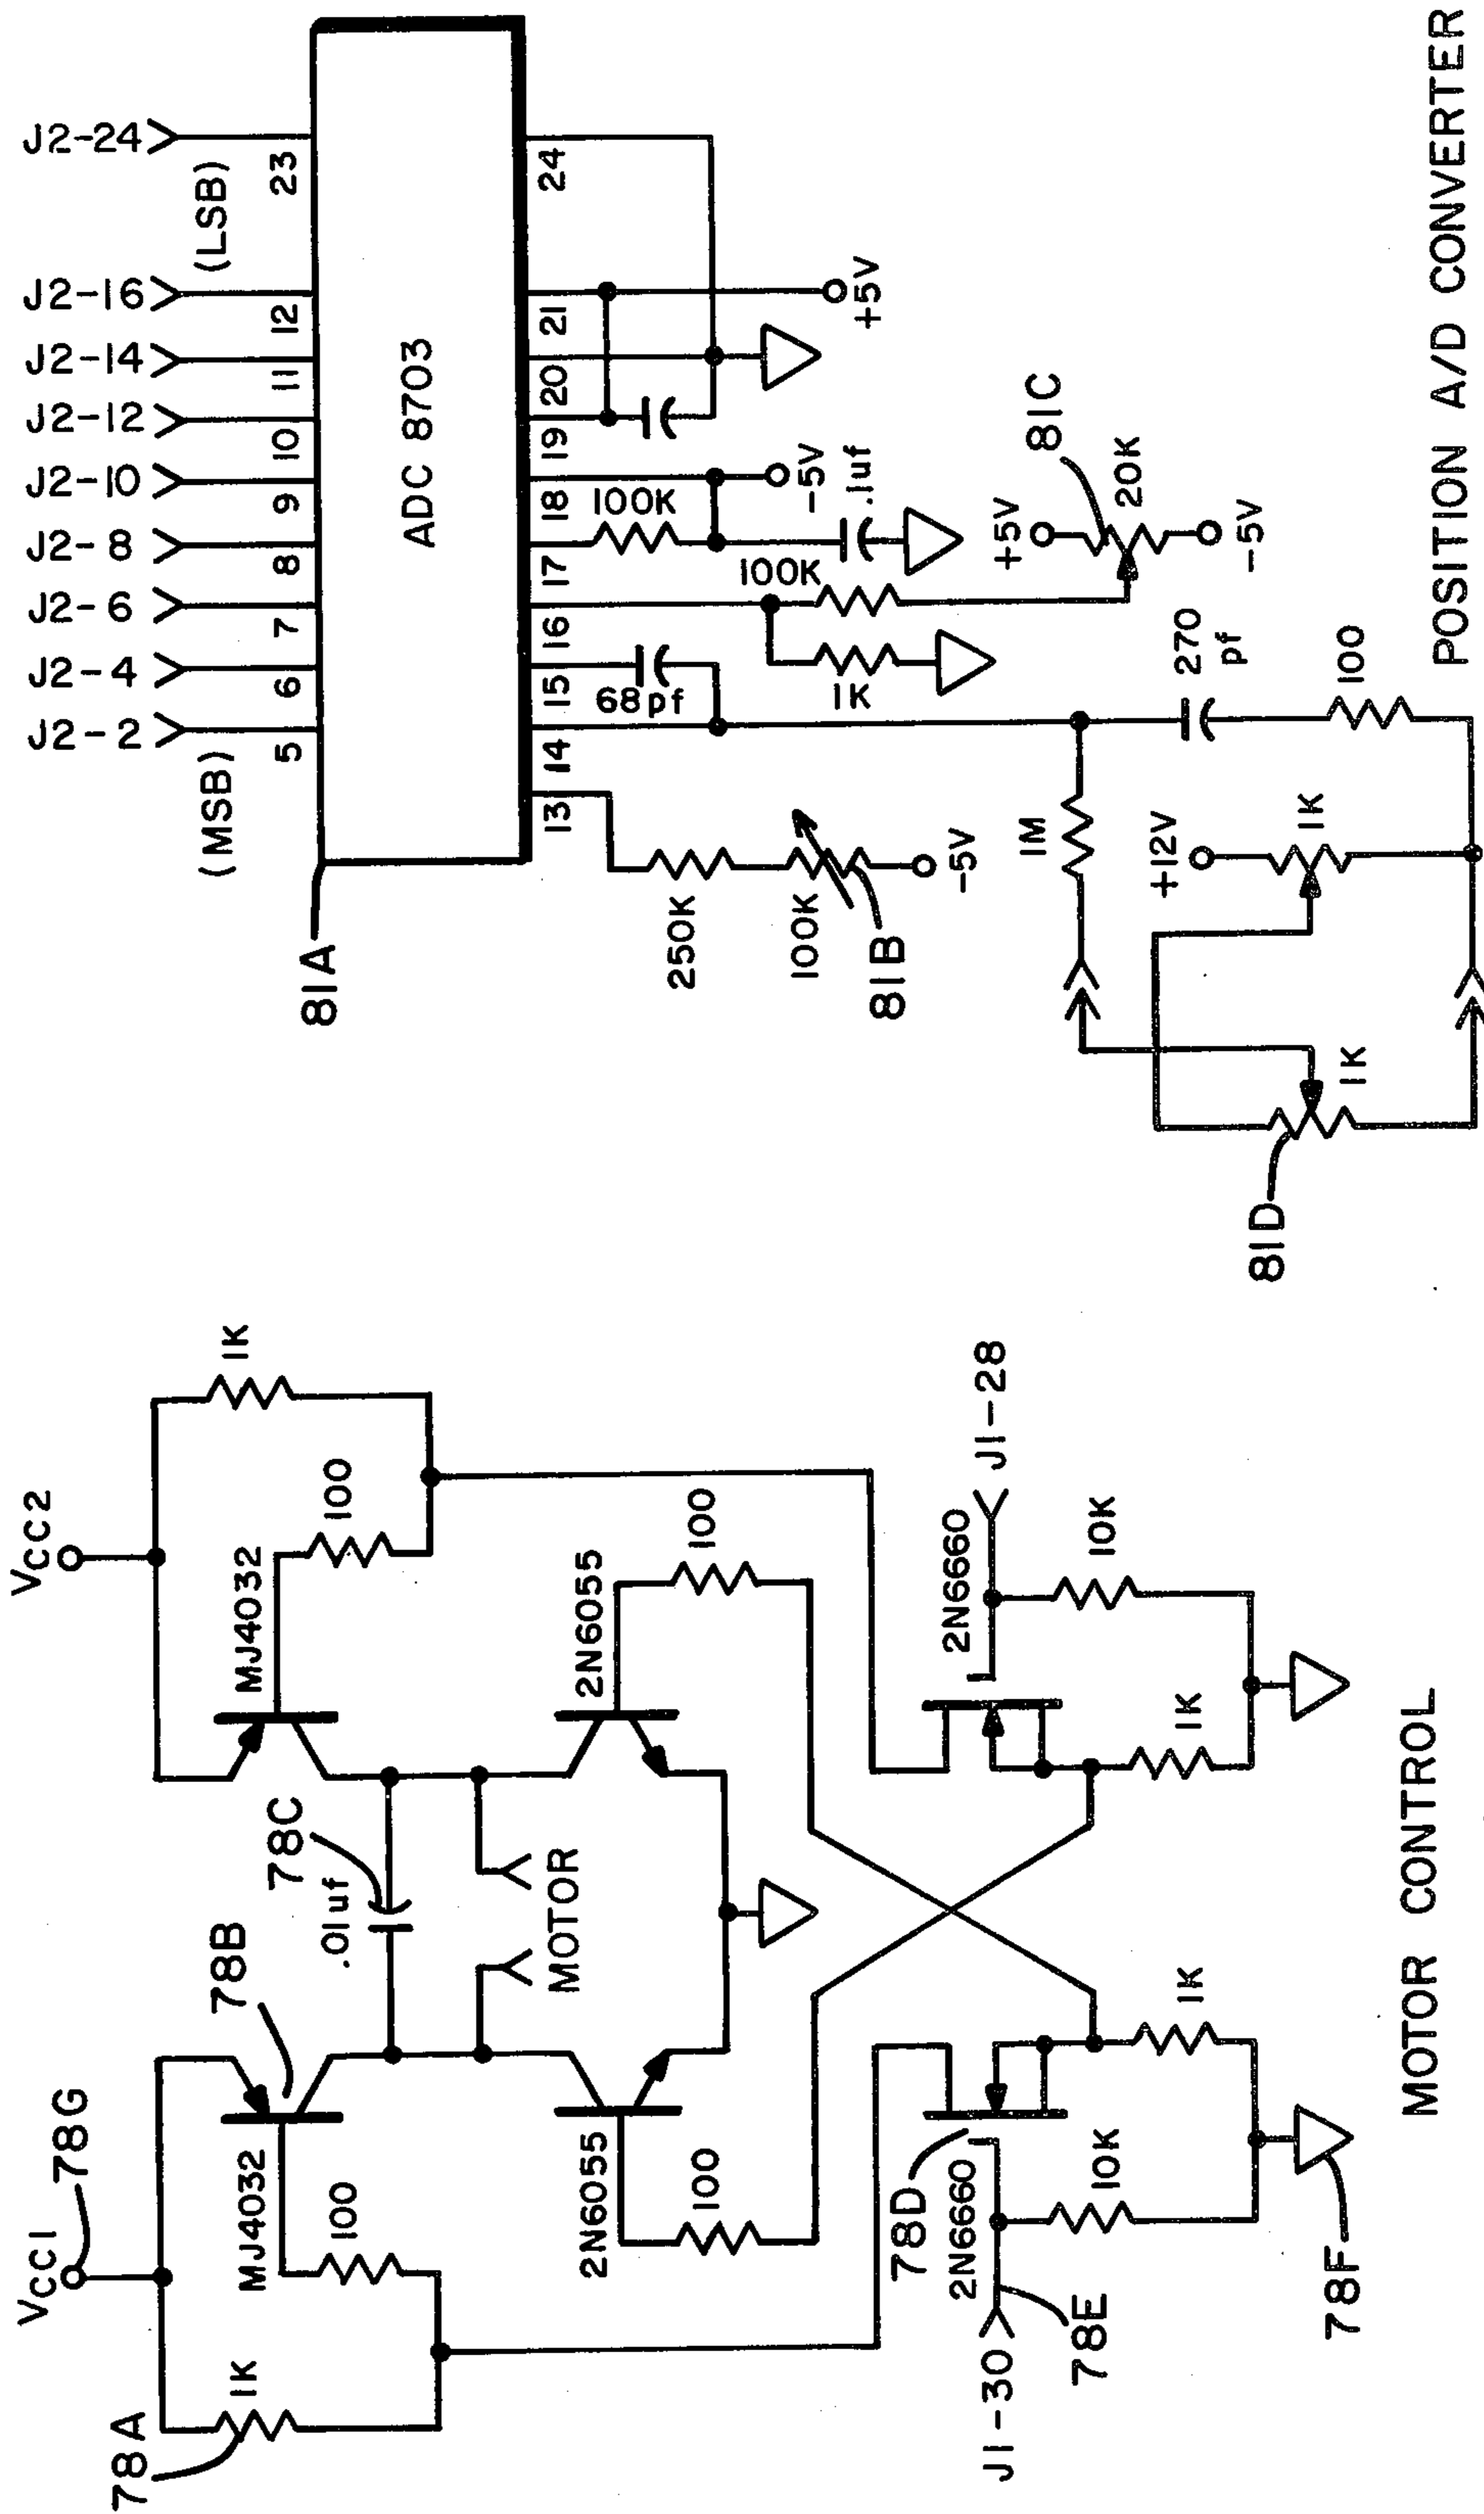 VCC1
78G
78A
1K
MJ4032
100
78B
.01uf
78C
VCC2
MJ4032
100
1K
2N6055
100
MOTOR
2N6055
100
J1-30
78E
78D
2N6660
10K
1K
78F
2N6660
J1-28
1K
10K
MOTOR CONTROL
J2-2
J2-4
J2-6
J2-8
J2-10
J2-12
J2-14
J2-16
J2-24
(MSB)
(LSB)
5
6
7
8
9
10
11
12
23
81A
ADC 8703
13
14
15
16
17
18
19
20
21
24
250K
100K
81B
-5V
68pf
100K
100K
1K
-5V
.1uf
+5V
+5V
81C
20K
-5V
1M
270
pf
100
+12V
1K
1K
81D
POSITION A/D CONVERTER